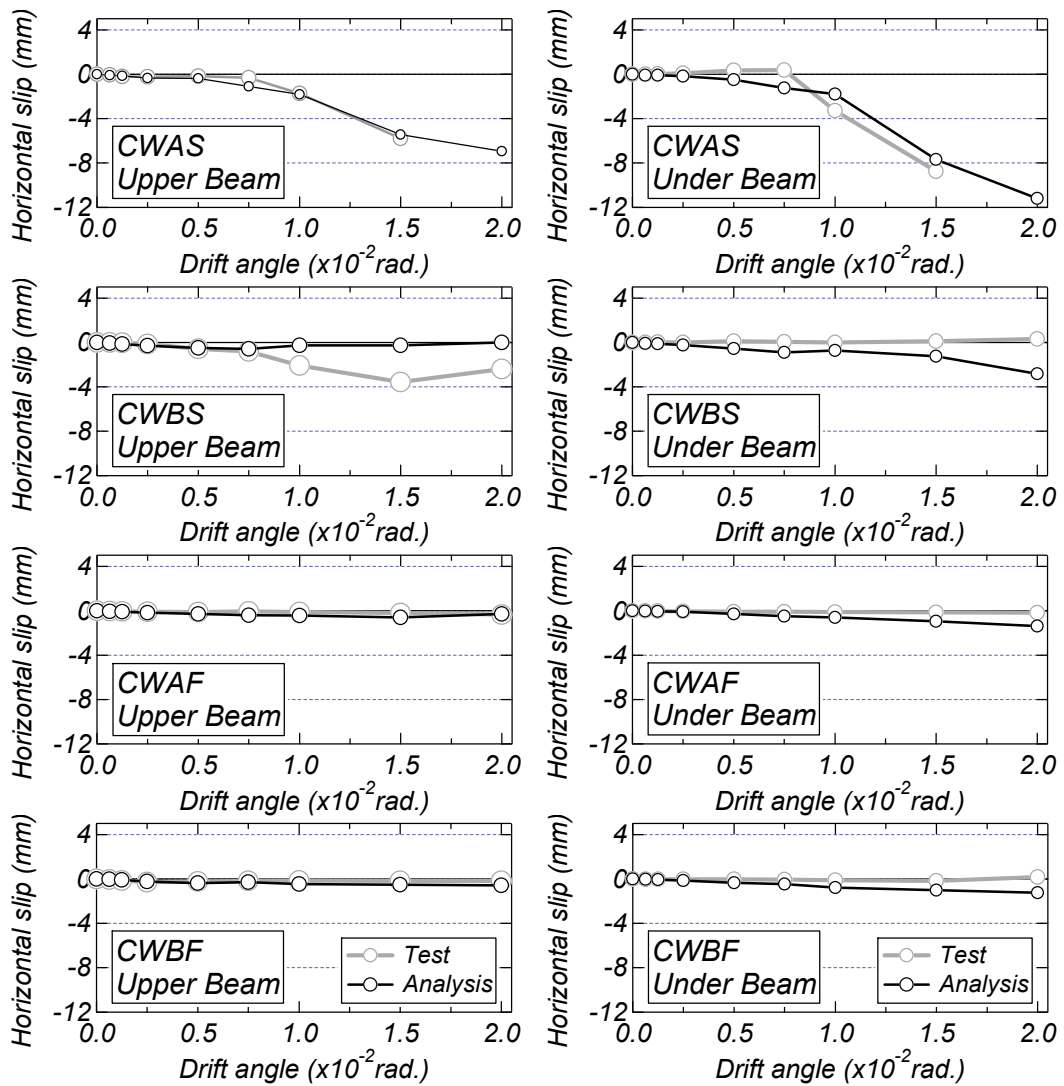 Horizontal slip (mm)
4
0
-4
-8
-12
CWAS
Upper Beam
0.0 0.5 1.0 1.5 2.0
Drift angle (x10-2rad.)
Horizontal slip (mm)
4
0
-4
-8
-12
CWAS
Under Beam
0.0 0.5 1.0 1.5 2.0
Drift angle (x10-2rad.)
Horizontal slip (mm)
4
0
-4
-8
-12
CWBS
Upper Beam
0.0 0.5 1.0 1.5 2.0
Drift angle (x10-2rad.)
Horizontal slip (mm)
4
0
-4
-8
-12
CWBS
Under Beam
0.0 0.5 1.0 1.5 2.0
Drift angle (x10-2rad.)
Horizontal slip (mm)
4
0
-4
-8
-12
CWAF
Upper Beam
0.0 0.5 1.0 1.5 2.0
Drift angle (x10-2rad.)
Horizontal slip (mm)
4
0
-4
-8
-12
CWAF
Under Beam
0.0 0.5 1.0 1.5 2.0
Drift angle (x10-2rad.)
Horizontal slip (mm)
4
0
-4
-8
-12
CWBF
Upper Beam
Test
Analysis
0.0 0.5 1.0 1.5 2.0
Drift angle (x10-2rad.)
Horizontal slip (mm)
4
0
-4
-8
-12
CWBF
Under Beam
Test
Analysis
0.0 0.5 1.0 1.5 2.0
Drift angle (x10-2rad.)